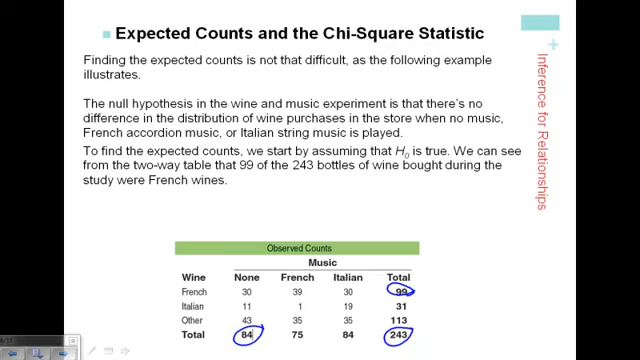 Expected Counts and the Chi-Square Statistic
Finding the expected counts is not that difficult, as the following example
illustrates.
The null hypothesis in the wine and music experiment is that there's no
difference in the distribution of wine purchases in the store when no music,
French accordion music, or Italian string music is played.
To find the expected counts, we start by assuming that H0 is true. We can see
from the two-way table that 99 of the 243 bottles of wine bought during the
study were French wines.
Inference for Relationships
Observed Counts
Music
Wine None French Italian Total
French 30 39 30 99
Italian 11 1 19 31
Other 43 35 35 113
Total 84 75 84 243